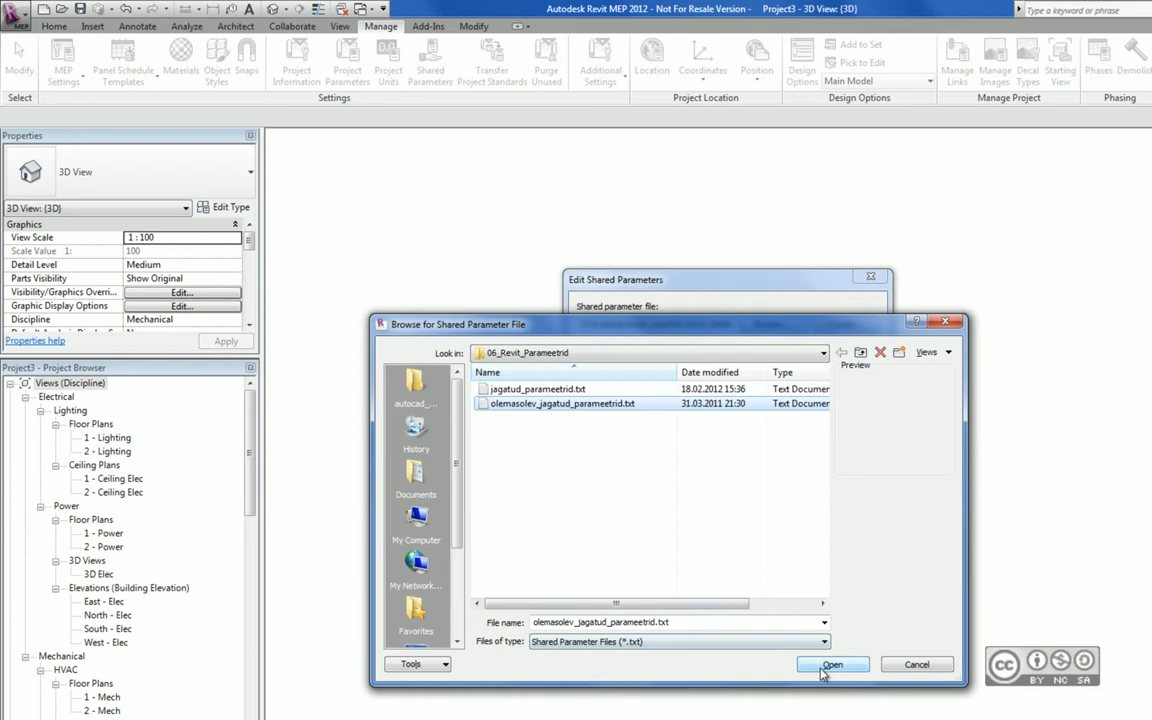 Autodesk Revit MEP 2012 - Not For Resale Version - Project3 - 3D View: {3D}
Type a keyword or phrase
MEP
Home Insert Annotate Analyze Architect Collaborate View Manage Add-Ins Modify
Modify
MEP Settings
Panel Schedule Templates
Materials
Object Styles
Snaps
Project Information
Project Parameters
Project Units
Shared Parameters
Transfer Project Standards
Purge Unused
Additional Settings
Location
Coordinates
Position
Design Options
Add to Set
Pick to Edit
Main Model
Manage Links
Manage Images
Decal Types
Starting View
Phases
Demolish
Select
Settings
Project Location
Design Options
Manage Project
Phasing
Properties
3D View
3D View: {3D}
Edit Type
Graphics
View Scale 1 : 100
Scale Value 1: 100
Detail Level Medium
Parts Visibility Show Original
Visibility/Graphics Overri... Edit...
Graphic Display Options Edit...
Discipline Mechanical
Properties help
Apply
Project3 - Project Browser
Views (Discipline)
Electrical
Lighting
Floor Plans
1 - Lighting
2 - Lighting
Ceiling Plans
1 - Ceiling Elec
2 - Ceiling Elec
Power
Floor Plans
1 - Power
2 - Power
3D Views
3D Elec
Elevations (Building Elevation)
East - Elec
North - Elec
South - Elec
West - Elec
Mechanical
HVAC
Floor Plans
1 - Mech
2 - Mech
Edit Shared Parameters
Shared parameter file:
Browse for Shared Parameter File
Look in: 06_Revit_Parameetrid
Views
Name Date modified Type
Preview
jagatud_parameetrid.txt 18.02.2012 15:36 Text Documer
olemasolev_jagatud_parameetrid.txt 31.03.2011 21:30 Text Documer
autocad_...
History
Documents
My Computer
My Network...
Favorites
File name: olemasolev_jagatud_parameetrid.txt
Files of type: Shared Parameter Files (*.txt)
Tools
Open
Cancel
cc
BY NC SA